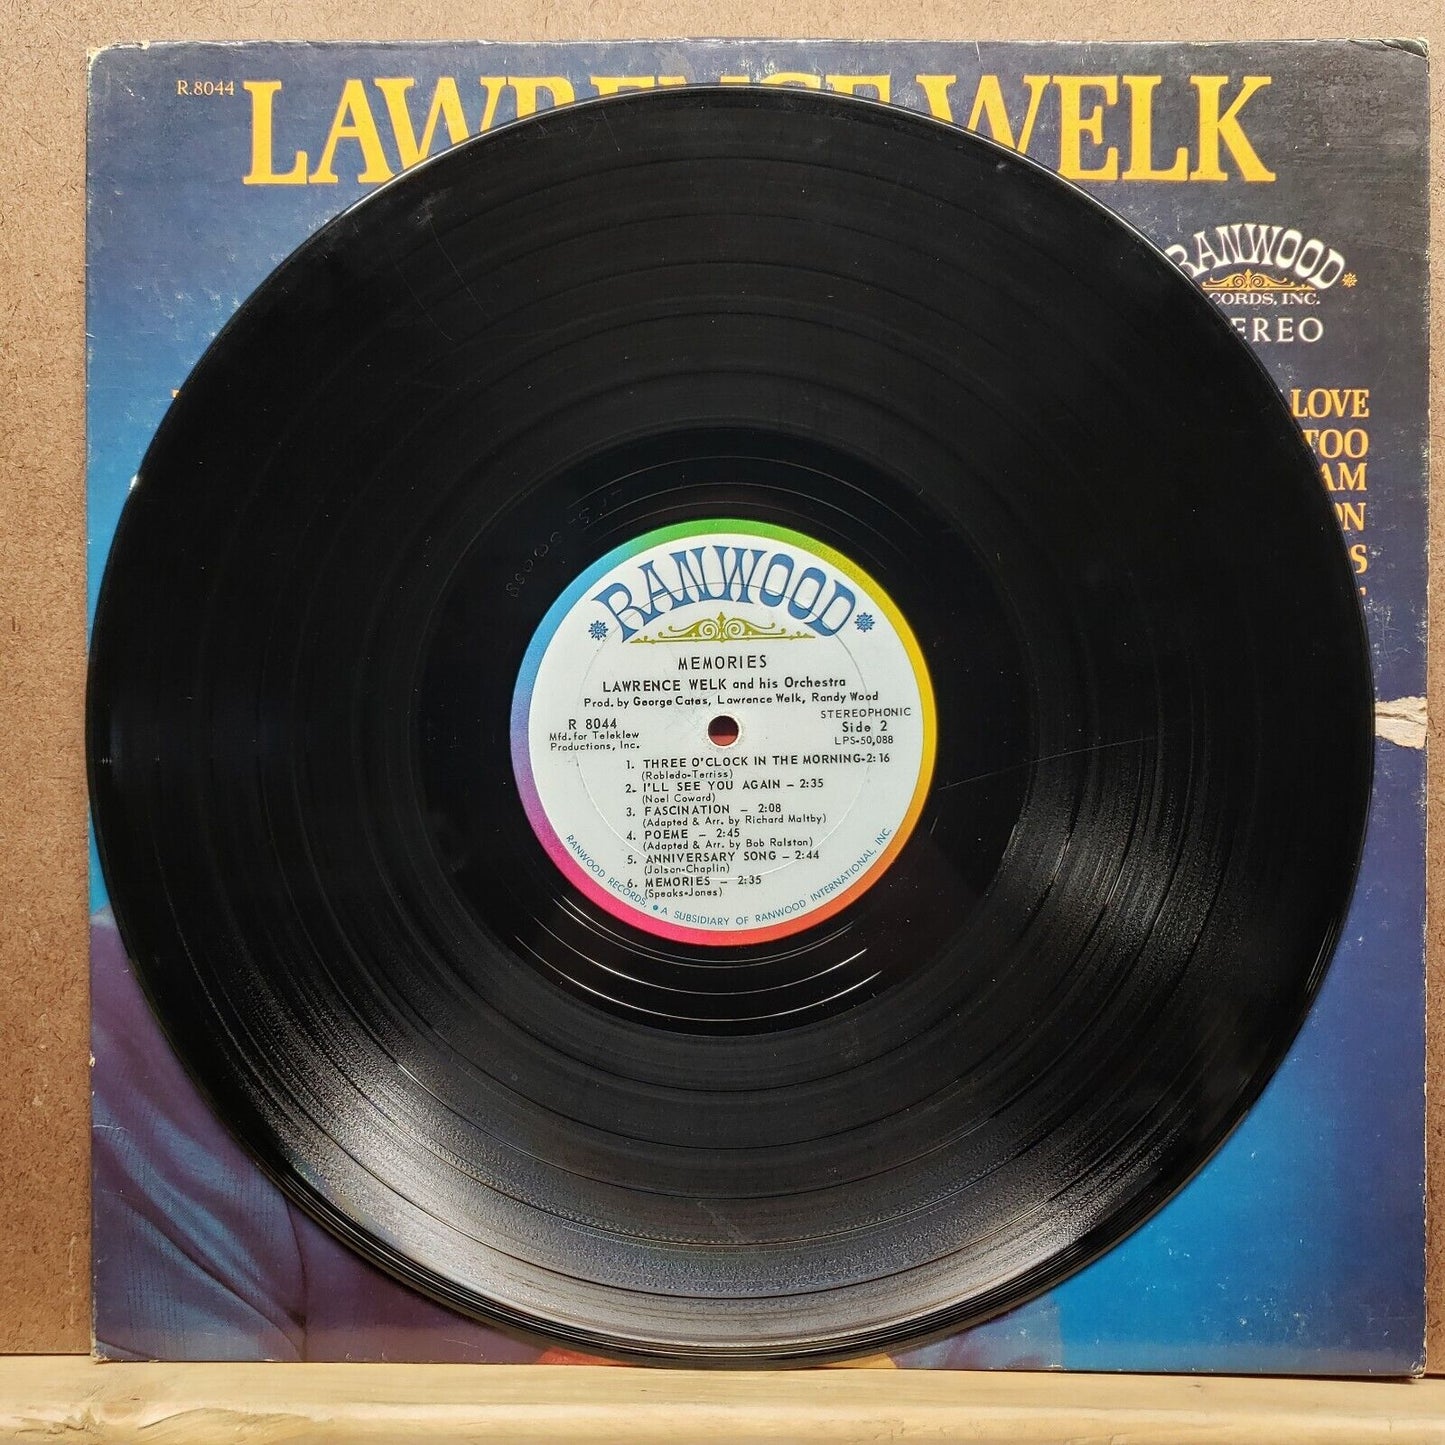 R.8044
LAWRENCE WELK
RANWOOD
CORDS, INC.
EREO
LOVE
TOO
AM
ON
S
RANWOOD
MEMORIES
LAWRENCE WELK and his Orchestra
Prod. by George Cates, Lawrence Welk, Randy Wood
R 8044
Mfd. for Teleklew
Productions, Inc.
STEREOPHONIC
Side 2
LPS-50,088
1. THREE O'CLOCK IN THE MORNING-2:16
(Robledo-Terriss)
2. I'LL SEE YOU AGAIN - 2:35
(Noel Coward)
3. FASCINATION - 2:08
(Adapted & Arr. by Richard Maltby)
4. POEME - 2:45
(Adapted & Arr. by Bob Ralston)
5. ANNIVERSARY SONG - 2:44
(Jolson-Chaplin)
6. MEMORIES - 2:35
(Speaks-Jones)
RANWOOD RECORDS, • A SUBSIDIARY OF RANWOOD INTERNATIONAL, INC.